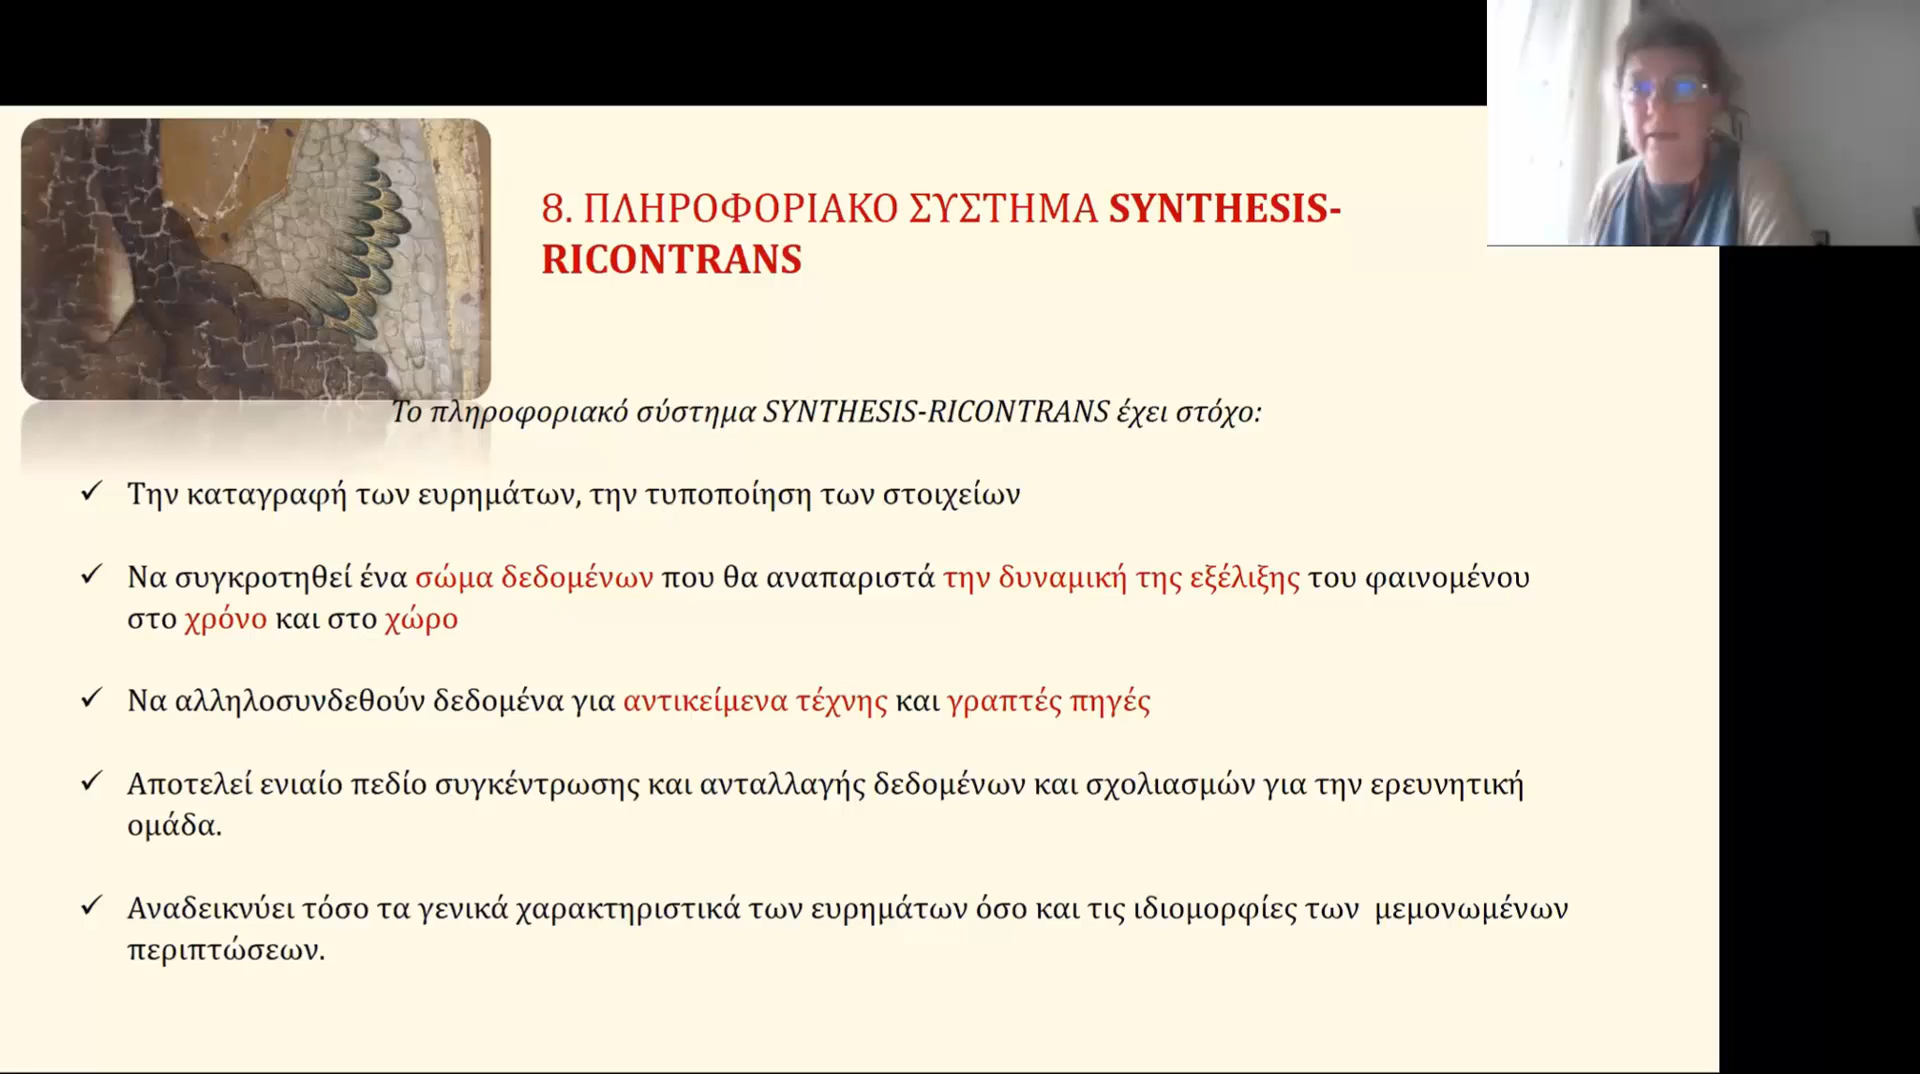 8. ΠΛΗΡΟΦΟΡΙΑΚΟ ΣΥΣΤΗΜΑ SYNTHESIS-
RICONTRANS
Το πληροφοριακό σύστημα SYNTHESIS-RICONTRANS έχει στόχο:
✓ Την καταγραφή των ευρημάτων, την τυποποίηση των στοιχείων
✓ Να συγκροτηθεί ένα σώμα δεδομένων που θα αναπαριστά την δυναμική της εξέλιξης του φαινομένου
στο χρόνο και στο χώρο
✓ Να αλληλοσυνδεθούν δεδομένα για αντικείμενα τέχνης και γραπτές πηγές
✓ Αποτελεί ενιαίο πεδίο συγκέντρωσης και ανταλλαγής δεδομένων και σχολιασμών για την ερευνητική
ομάδα.
✓ Αναδεικνύει τόσο τα γενικά χαρακτηριστικά των ευρημάτων όσο και τις ιδιομορφίες των μεμονωμένων
περιπτώσεων.